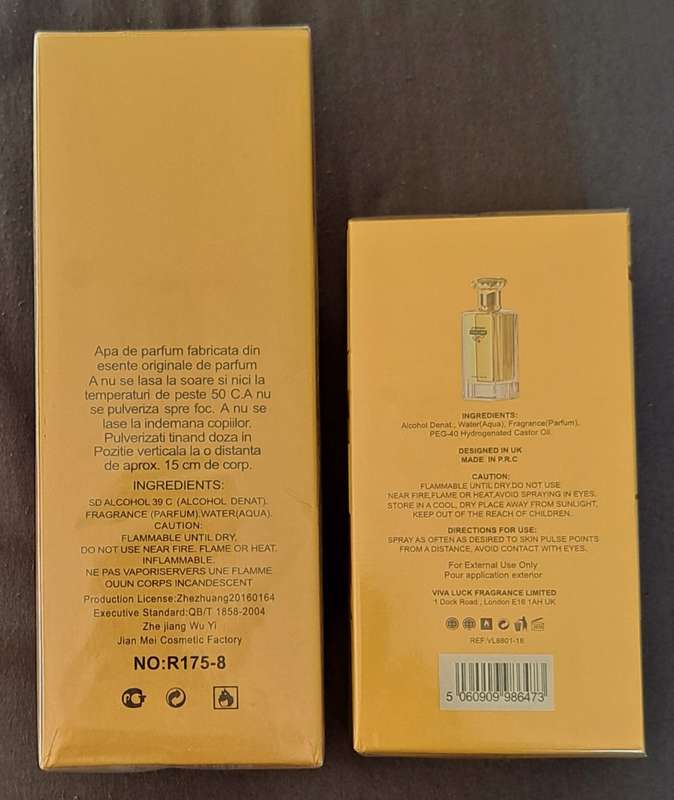 Apa de parfum fabricata din
esente originale de parfum
A nu se lasa la soare si nici la
temperaturi de peste 50 C.A nu
se pulveriza spre foc. A nu se
lase la indemana copiilor.
Pulverizati tinand doza in
Pozitie verticala la o distanta
de aprox. 15 cm de corp.
INGREDIENTS:
SD ALCOHOL 39 C (ALCOHOL DENAT).
FRAGRANCE (PARFUM).WATER(AQUA).
CAUTION:
FLAMMABLE UNTIL DRY,
DO NOT USE NEAR FIRE. FLAME OR HEAT.
INFLAMMABLE,
NE PAS VAPORISERVERS UNE FLAMME
OUUN CORPS INCANDESCENT
Production License:Zhezhuang20160164
Executive Standard:QB/T 1858-2004
Zhe jiang Wu Yi
Jian Mei Cosmetic Factory
NO:R175-8
INGREDIENTS:
Alcohol Denat., Water(Aqua), Fragrance(Parfum),
PEG-40 Hydrogenated Castor Oil.
DESIGNED IN UK
MADE IN P.R.C
CAUTION:
FLAMMABLE UNTIL DRY,DO NOT USE
NEAR FIRE,FLAME OR HEAT,AVOID SPRAYING IN EYES.
STORE IN A COOL, DRY PLACE AWAY FROM SUNLIGHT,
KEEP OUT OF THE REACH OF CHILDREN.
DIRECTIONS FOR USE:
SPRAY AS OFTEN AS DESIRED TO SKIN PULSE POINTS
FROM A DISTANCE, AVOID CONTACT WITH EYES.
For External Use Only
Pour application exterior
VIVA LUCK FRAGRANCE LIMITED
1 Dock Road , London E16 1AH UK
REF:VL8801-16
5 060909 986473